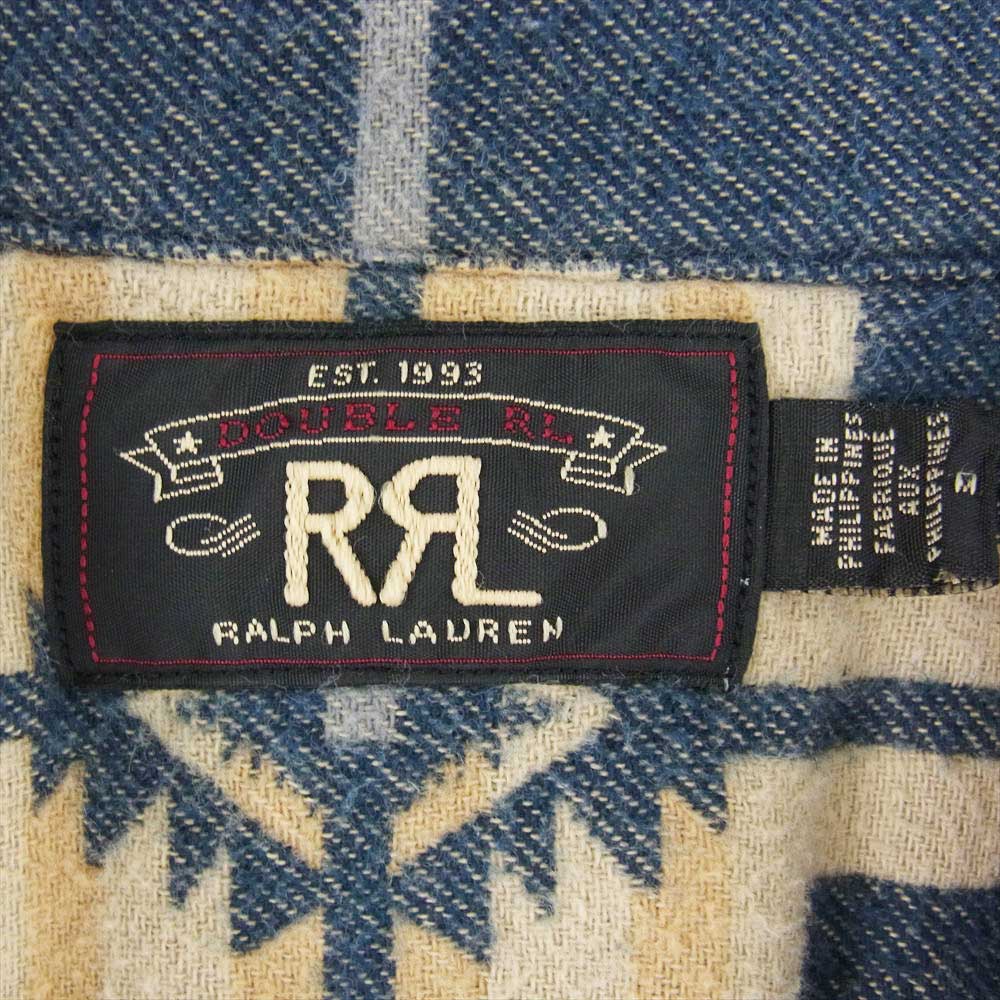 EST. 1993
DOUBLE RL
RRL
RALPH LAUREN
MADE IN
PHILIPPINES
FABRIQUE
AUX
PHILIPPINES